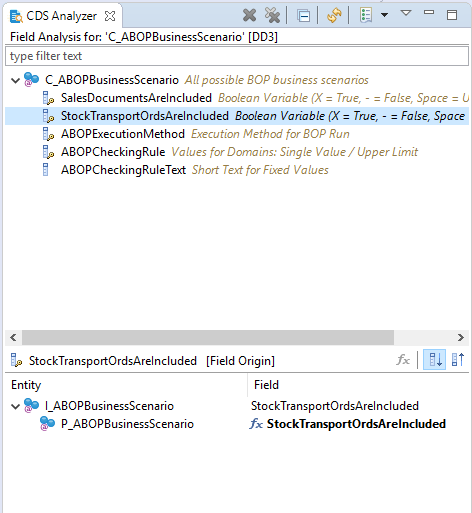 CDS Analyzer
Field Analysis for: 'C_ABOPBusinessScenario' [DD3]
type filter text
C_ABOPBusinessScenario All possible BOP business scenarios
SalesDocumentsAreIncluded Boolean Variable (X = True, - = False, Space = U
StockTransportOrdsAreIncluded Boolean Variable (X = True, - = False, Space
ABOPExecutionMethod Execution Method for BOP Run
ABOPCheckingRule Values for Domains: Single Value / Upper Limit
ABOPCheckingRuleText Short Text for Fixed Values
StockTransportOrdsAreIncluded [Field Origin] fx
Entity Field
I_ABOPBusinessScenario StockTransportOrdsAreIncluded
P_ABOPBusinessScenario fx StockTransportOrdsAreIncluded